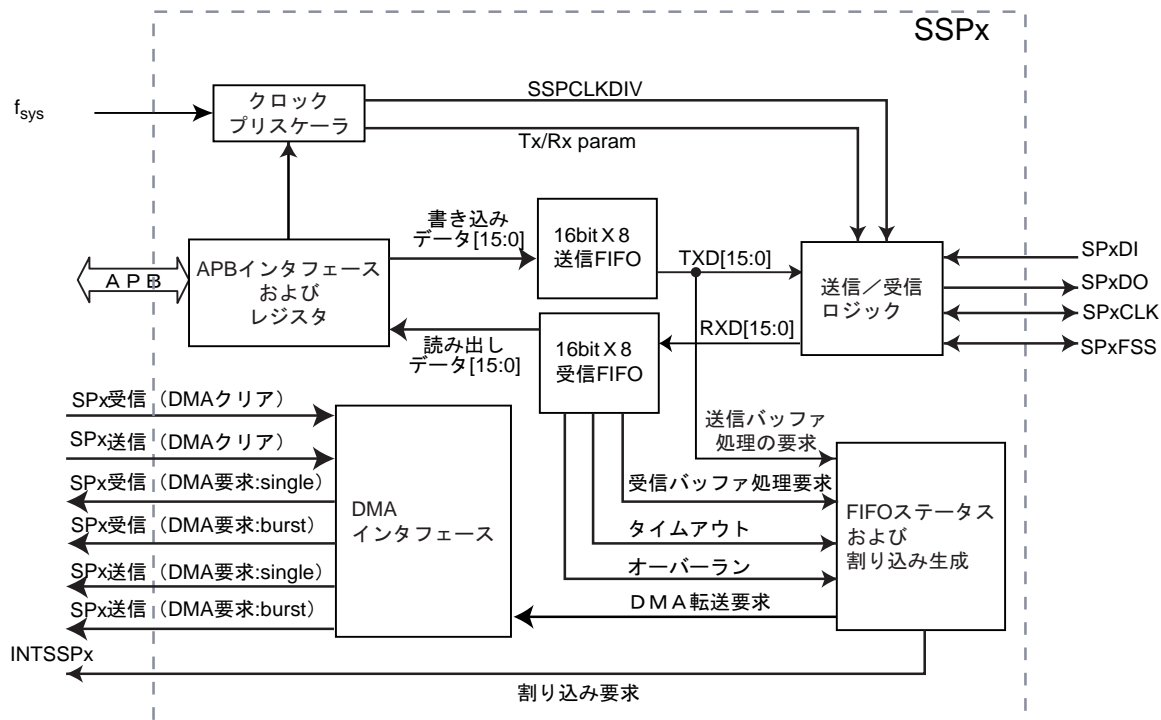 SSPx
fsys
クロック
プリスケーラ
SSPCLKDIV
Tx/Rx param
ＡＰＢ
APBインタフェース
および
レジスタ
書き込み
データ[15:0]
16bit X 8
送信FIFO
TXD[15:0]
送信／受信
ロジック
SPxDI
SPxDO
SPxCLK
SPxFSS
読み出し
データ[15:0]
16bit X 8
受信FIFO
RXD[15:0]
SPx受信（DMAクリア）
SPx送信（DMAクリア）
SPx受信（DMA要求:single）
SPx受信（DMA要求:burst）
SPx送信（DMA要求:single）
SPx送信（DMA要求:burst）
DMA
インタフェース
送信バッファ
処理の要求
受信バッファ処理要求
タイムアウト
オーバーラン
ＤＭＡ転送要求
FIFOステータス
および
割り込み生成
INTSSPx
割り込み要求